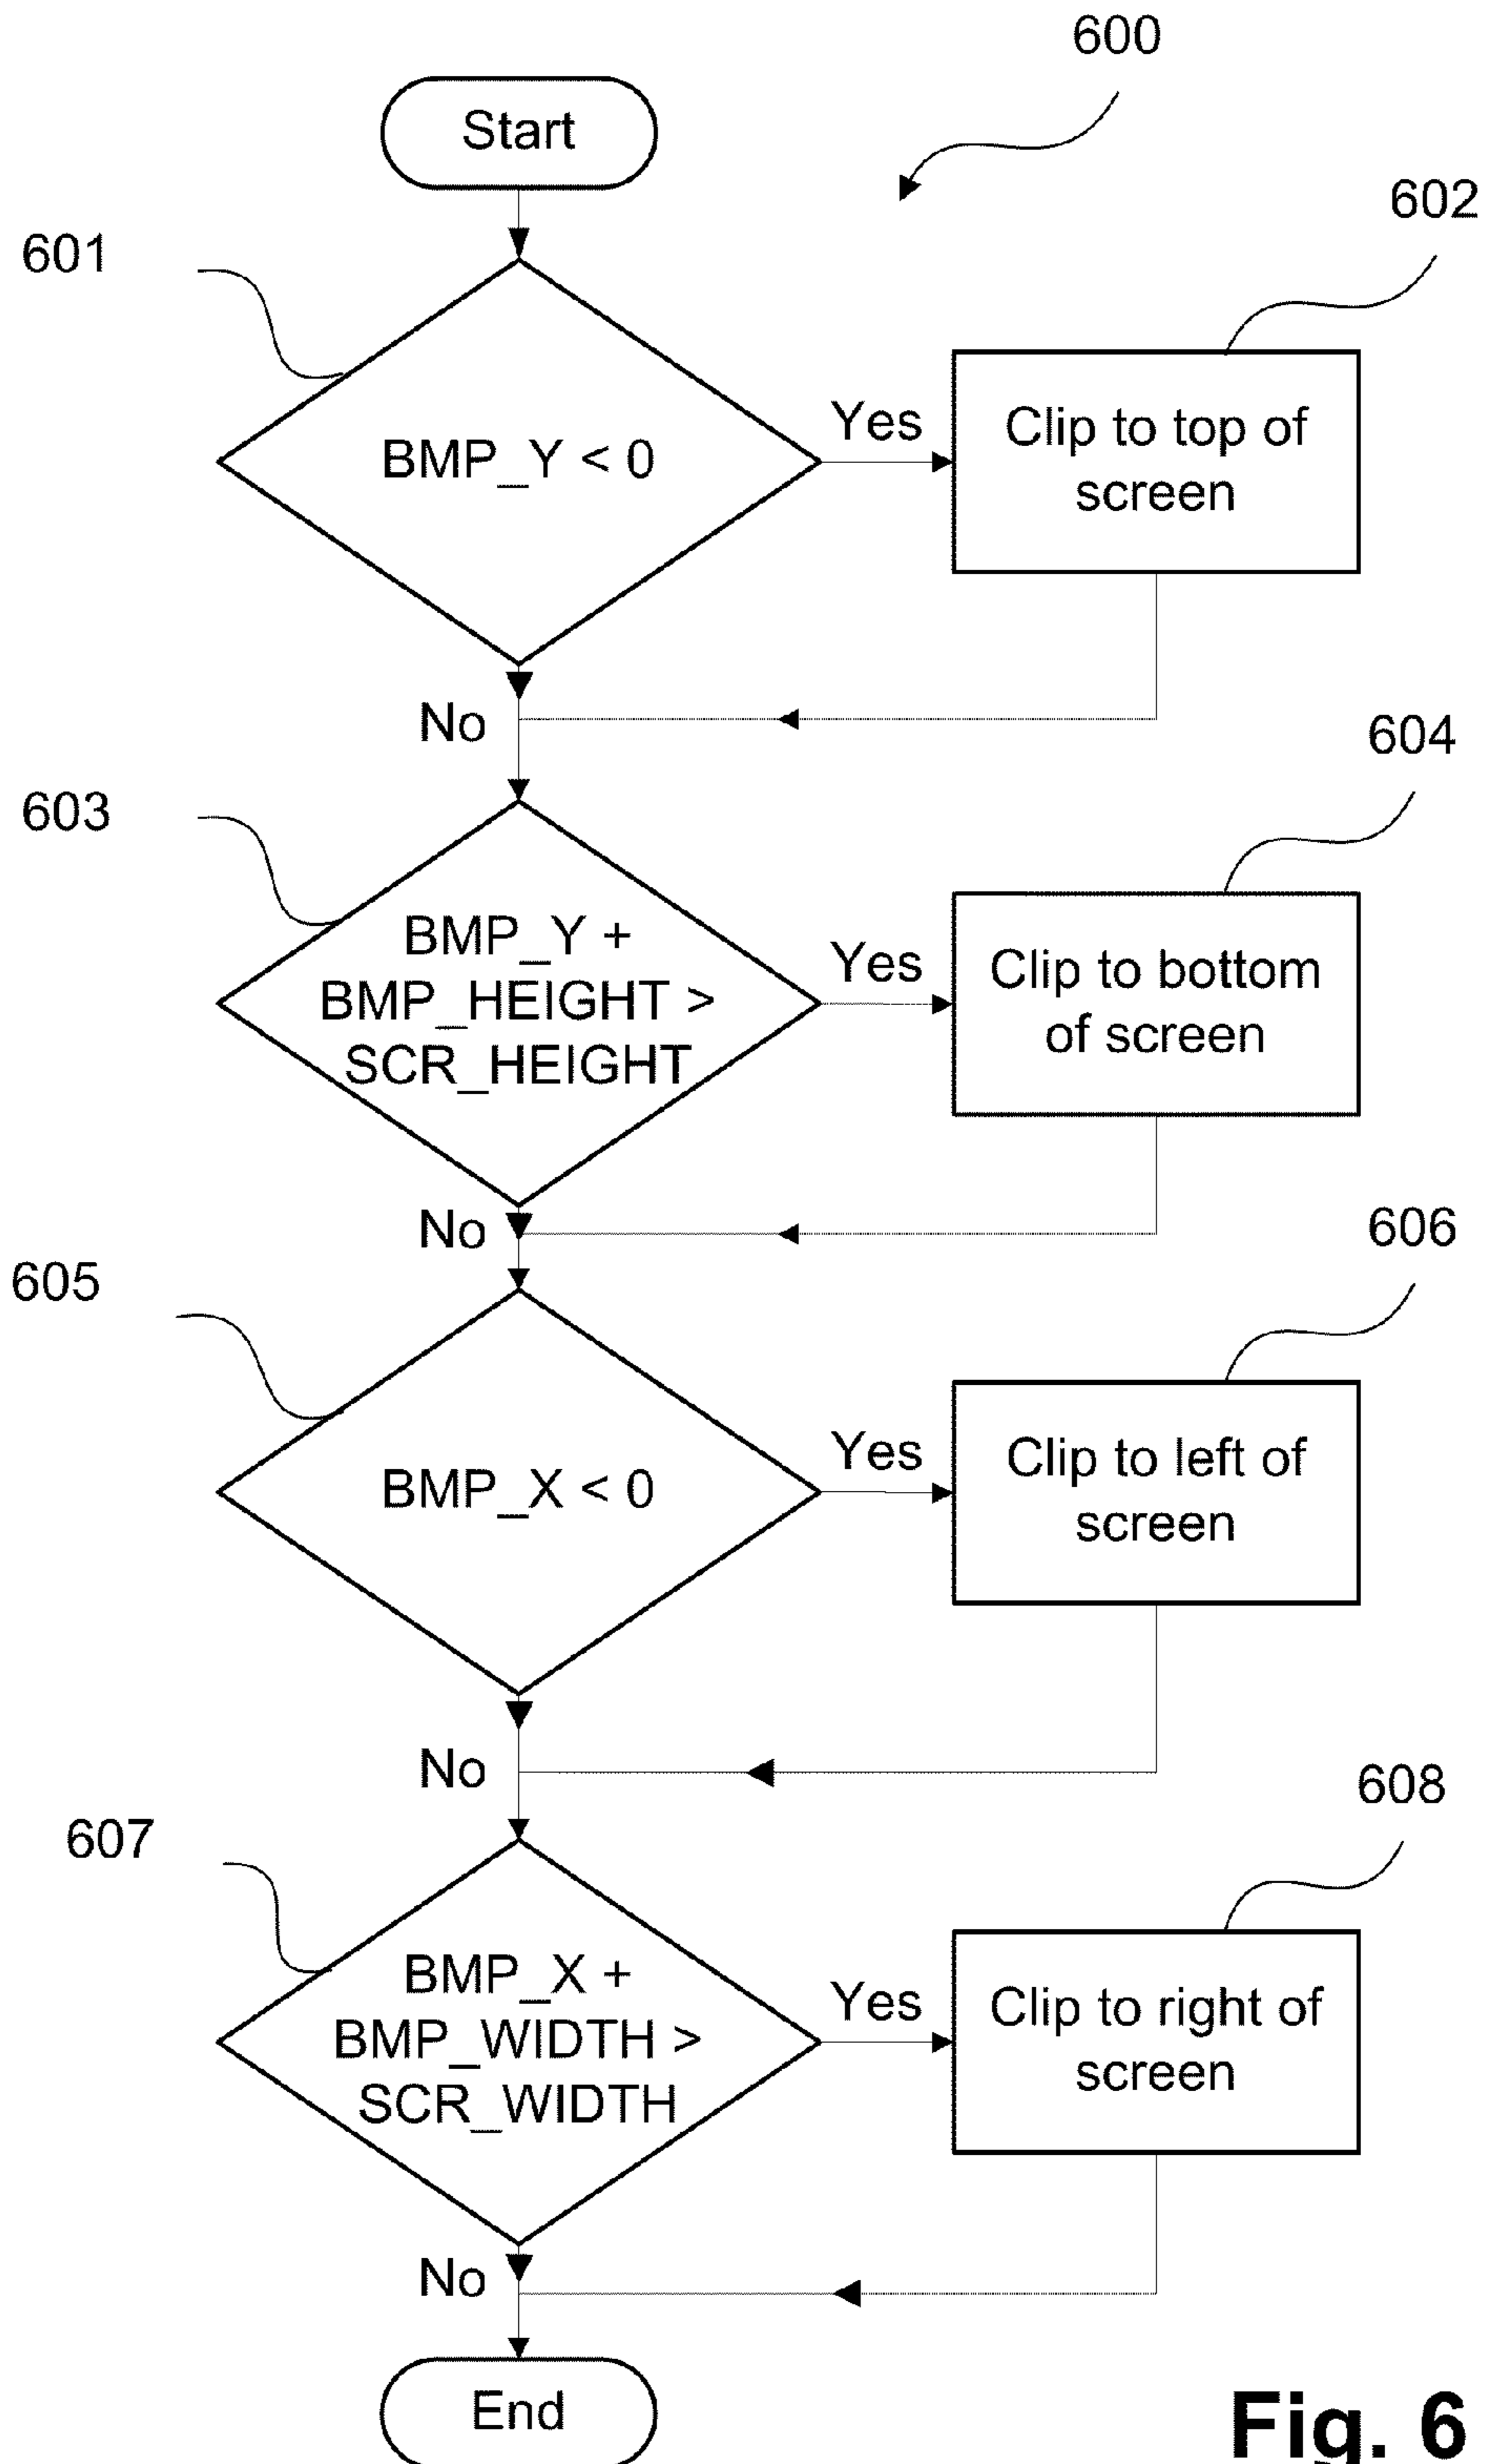 600
Start
602
601
BMP_Y < 0
Yes
Clip to top of
screen
No
604
603
BMP_Y +
BMP_HEIGHT >
SCR_HEIGHT
Yes
Clip to bottom
of screen
No
606
605
BMP_X < 0
Yes
Clip to left of
screen
No
608
607
BMP_X +
BMP_WIDTH >
SCR_WIDTH
Yes
Clip to right of
screen
No
End
Fig. 6